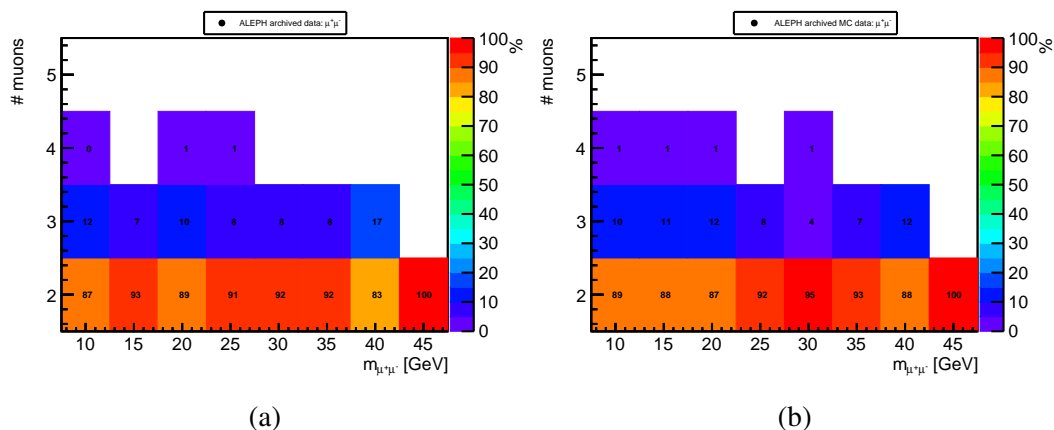 ALEPH archived data: μ⁺μ⁻
# muons
5
4
3
2
0 1 1
12 7 10 8 8 8 17
87 93 89 91 92 92 83 100
10 15 20 25 30 35 40 45
m_μ⁺μ⁻ [GeV]
100
90
80
70
60
50
40
30
20
10
0
%
(a)
ALEPH archived MC data: μ⁺μ⁻
# muons
5
4
3
2
1 1 1 1
10 11 12 8 4 7 12
89 88 87 92 95 93 88 100
10 15 20 25 30 35 40 45
m_μ⁺μ⁻ [GeV]
100
90
80
70
60
50
40
30
20
10
0
%
(b)